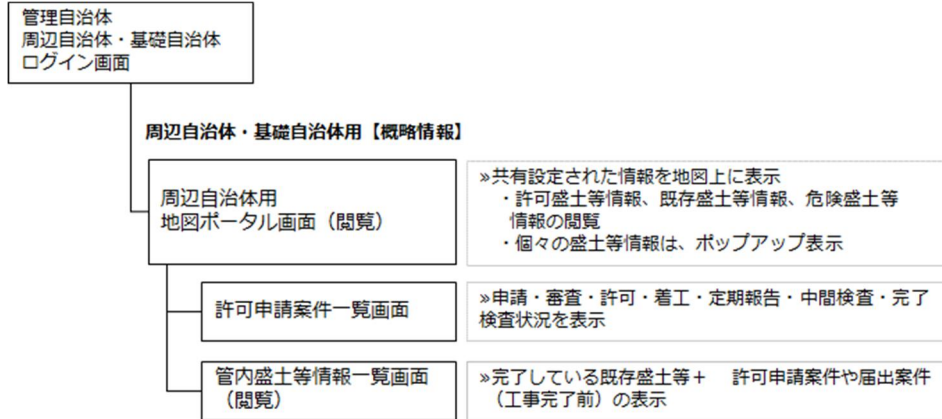 管理自治体
周辺自治体・基礎自治体
ログイン画面
周辺自治体・基礎自治体用【概略情報】
周辺自治体用
地図ポータル画面（閲覧）
»共有設定された情報を地図上に表示
・許可盛土等情報、既存盛土等情報、危険盛土等
情報の閲覧
・個々の盛土等情報は、ポップアップ表示
許可申請案件一覧画面
»申請・審査・許可・着工・定期報告・中間検査・完了
検査状況を表示
管内盛土等情報一覧画面
（閲覧）
»完了している既存盛土等＋　許可申請案件や届出案件
（工事完了前）の表示